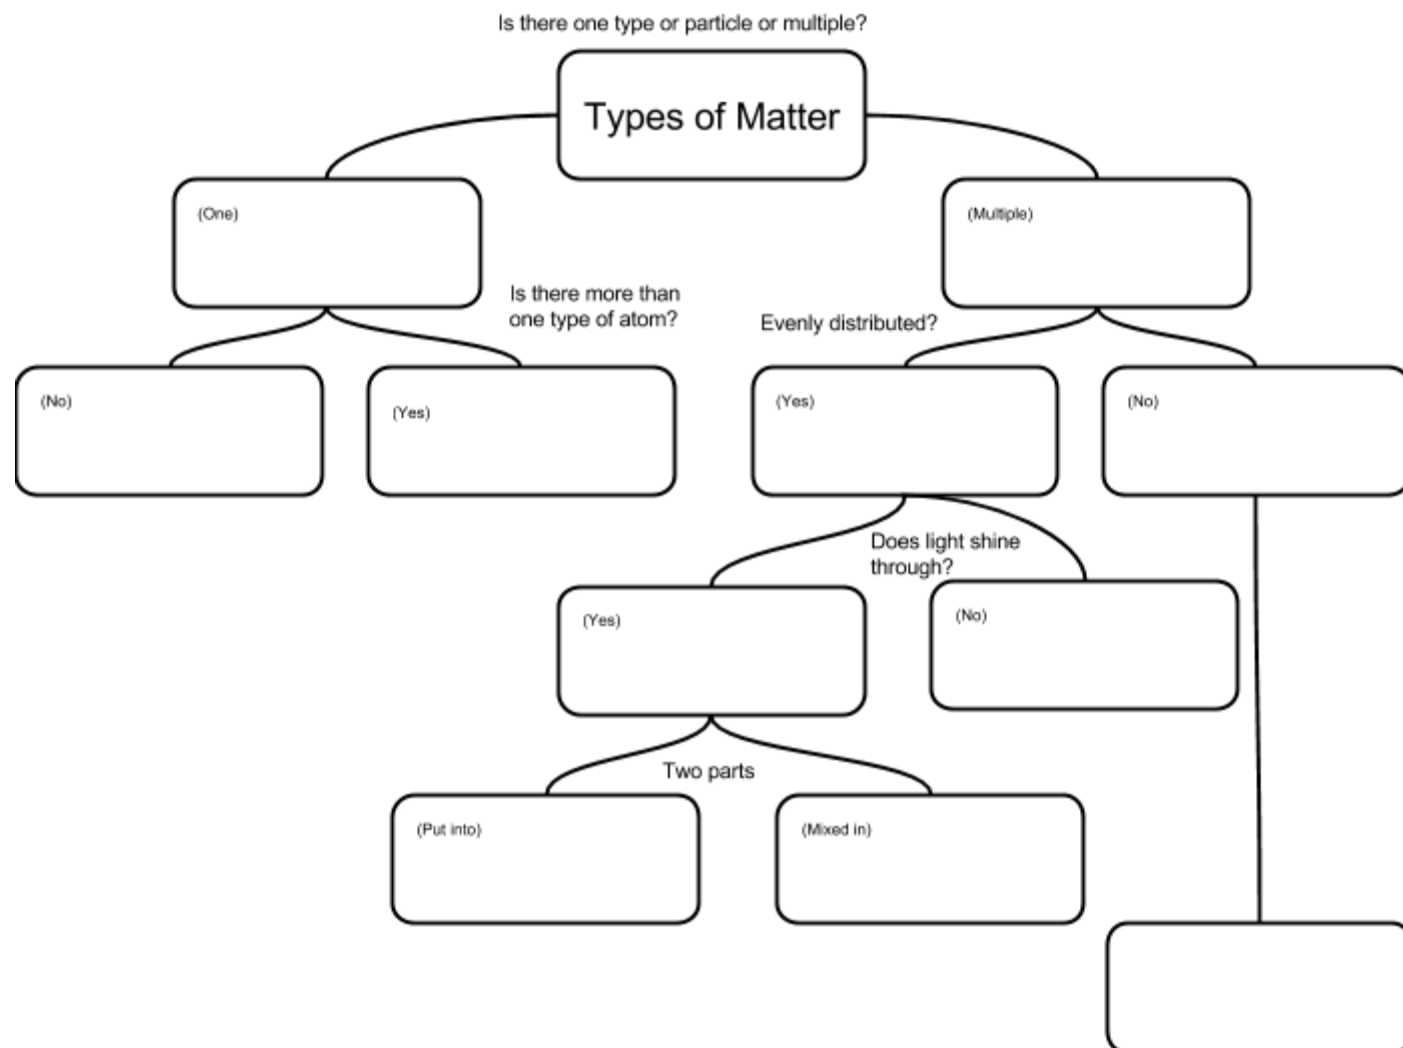 Is there one type or particle or multiple?
Types of Matter
(One)
(Multiple)
Is there more than
one type of atom?
Evenly distributed?
(No)
(Yes)
(Yes)
(No)
Does light shine
through?
(Yes)
(No)
Two parts
(Put into)
(Mixed in)